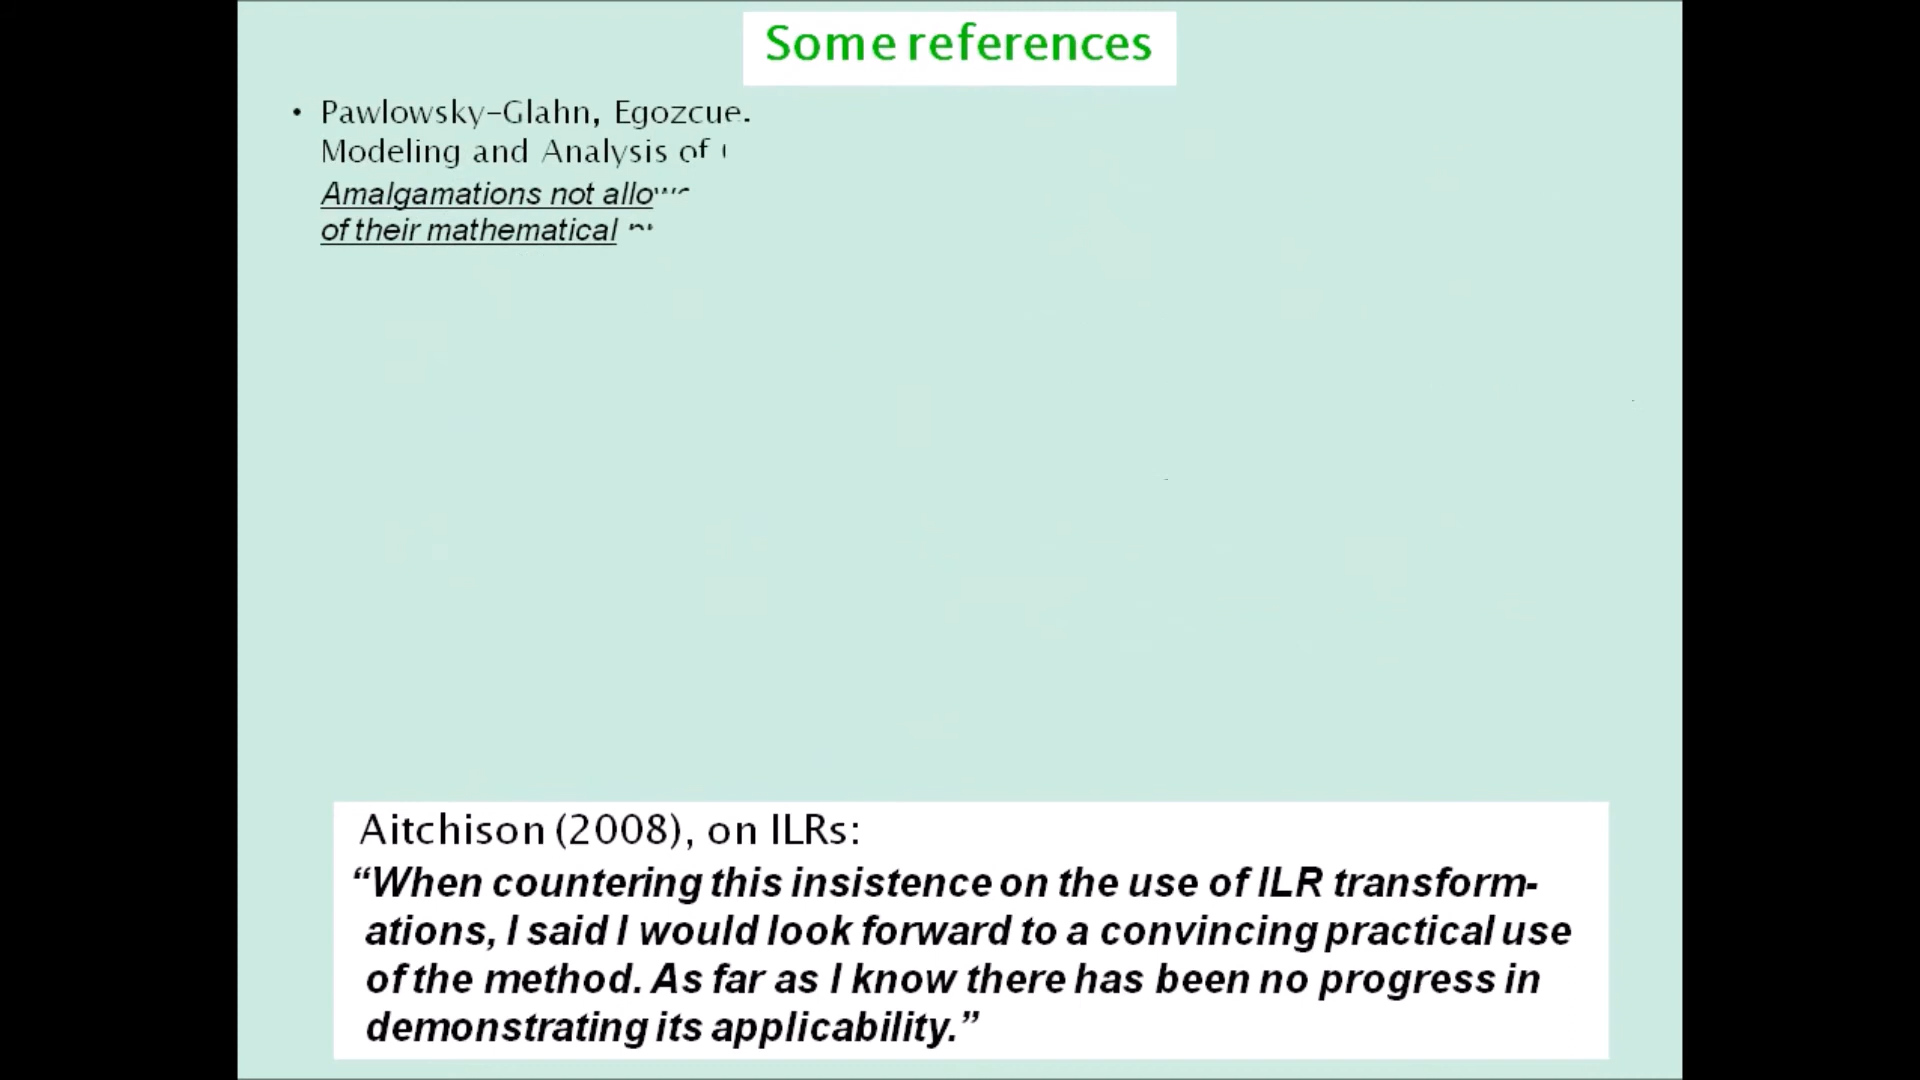 Some references
• Pawlowsky-Glahn, Egozcue.
Modeling and Analysis of
Amalgamations not
of their mathematical
Aitchison (2008), on ILRs:
“When countering this insistence on the use of ILR transform-
ations, I said I would look forward to a convincing practical use
of the method. As far as I know there has been no progress in
demonstrating its applicability.”